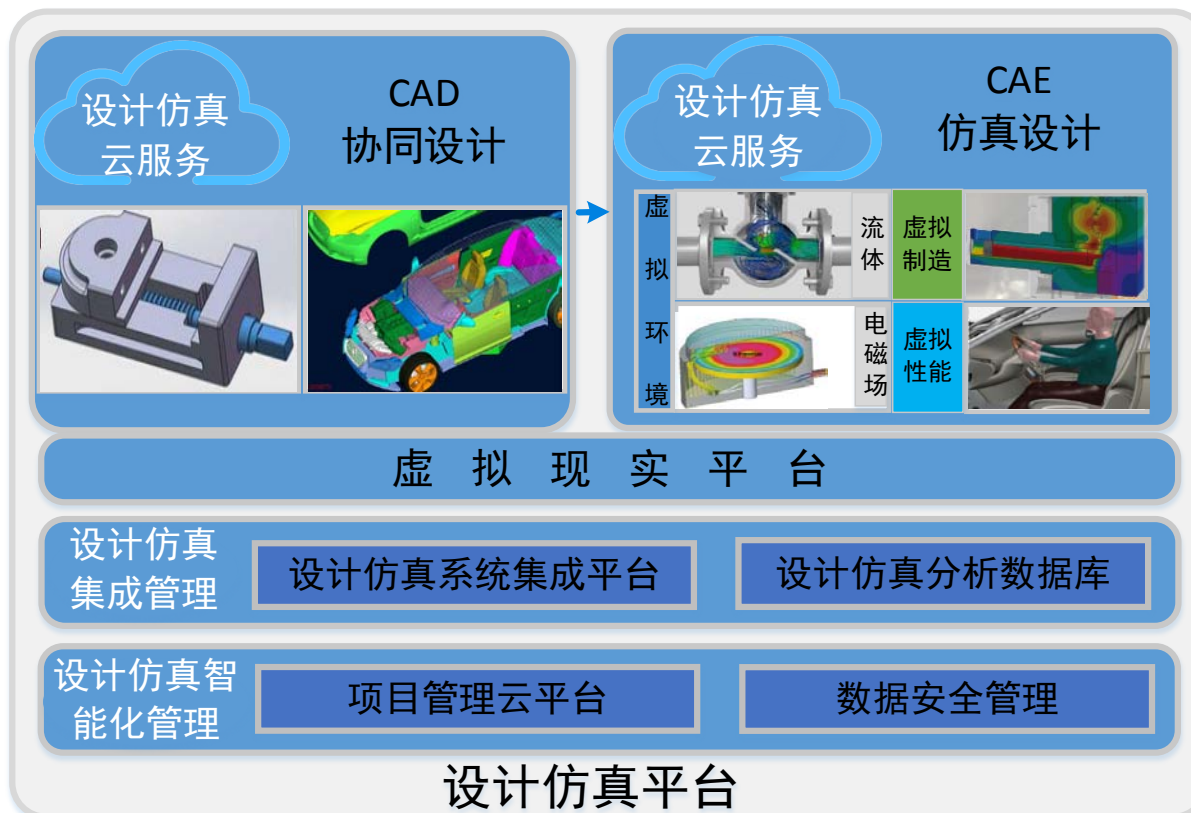 设计仿真
云服务
CAD
协同设计
设计仿真
云服务
CAE
仿真设计
虚
拟
环
境
流
体
虚拟
制造
电
磁
场
虚拟
性能
虚拟现实平台
设计仿真
集成管理
设计仿真系统集成平台
设计仿真分析数据库
设计仿真智
能化管理
项目管理云平台
数据安全管理
设计仿真平台